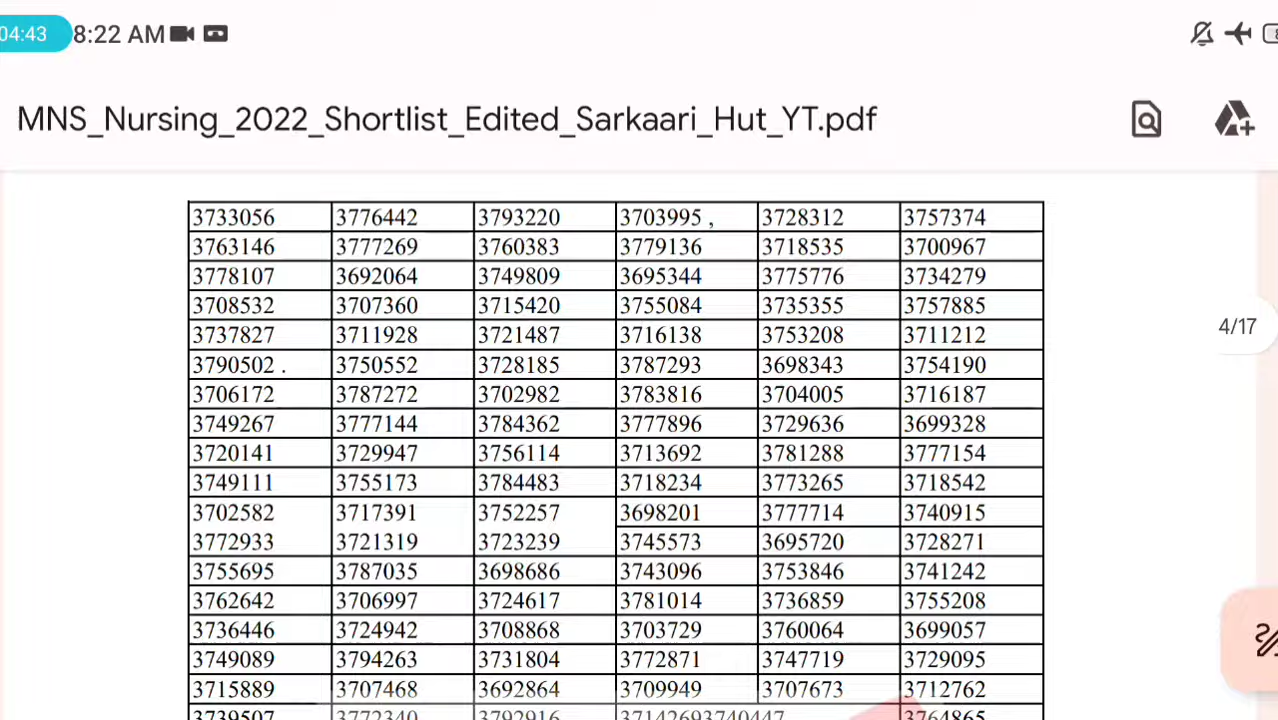 04:43 8:22 AM
MNS_Nursing_2022_Shortlist_Edited_Sarkaari_Hut_YT.pdf
3733056 3776442 3793220 3703995 , 3728312 3757374
3763146 3777269 3760383 3779136 3718535 3700967
3778107 3692064 3749809 3695344 3775776 3734279
3708532 3707360 3715420 3755084 3735355 3757885
4/17
3737827 3711928 3721487 3716138 3753208 3711212
3790502 . 3750552 3728185 3787293 3698343 3754190
3706172 3787272 3702982 3783816 3704005 3716187
3749267 3777144 3784362 3777896 3729636 3699328
3720141 3729947 3756114 3713692 3781288 3777154
3749111 3755173 3784483 3718234 3773265 3718542
3702582 3717391 3752257 3698201 3777714 3740915
3772933 3721319 3723239 3745573 3695720 3728271
3755695 3787035 3698686 3743096 3753846 3741242
3762642 3706997 3724617 3781014 3736859 3755208
3736446 3724942 3708868 3703729 3760064 3699057
3749089 3794263 3731804 3772871 3747719 3729095
3715889 3707468 3692864 3709949 3707673 3712762
3739507 3772340 3792916 37142693740447 3764865